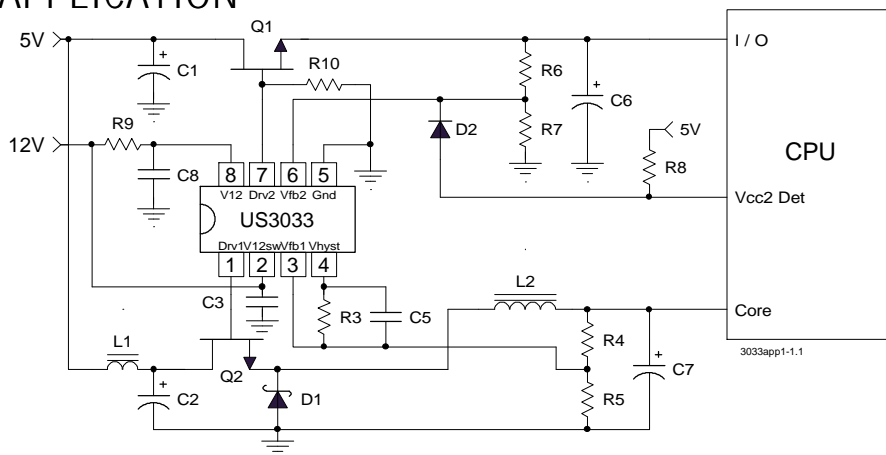 APPLICATION
5V
Q1
I / O
C1
R10
R6
C6
R9
D2
R7
5V
12V
C8
R8
CPU
8 7 6 5
V12 Drv2 Vfb2 Gnd
US3033
Vcc2 Det
Drv1 V12sw Vfb1 Vhyst
1 2 3 4
L2
C3
R3
C5
Core
L1
R4
3033app1-1.1
Q2
C7
C2
D1
R5